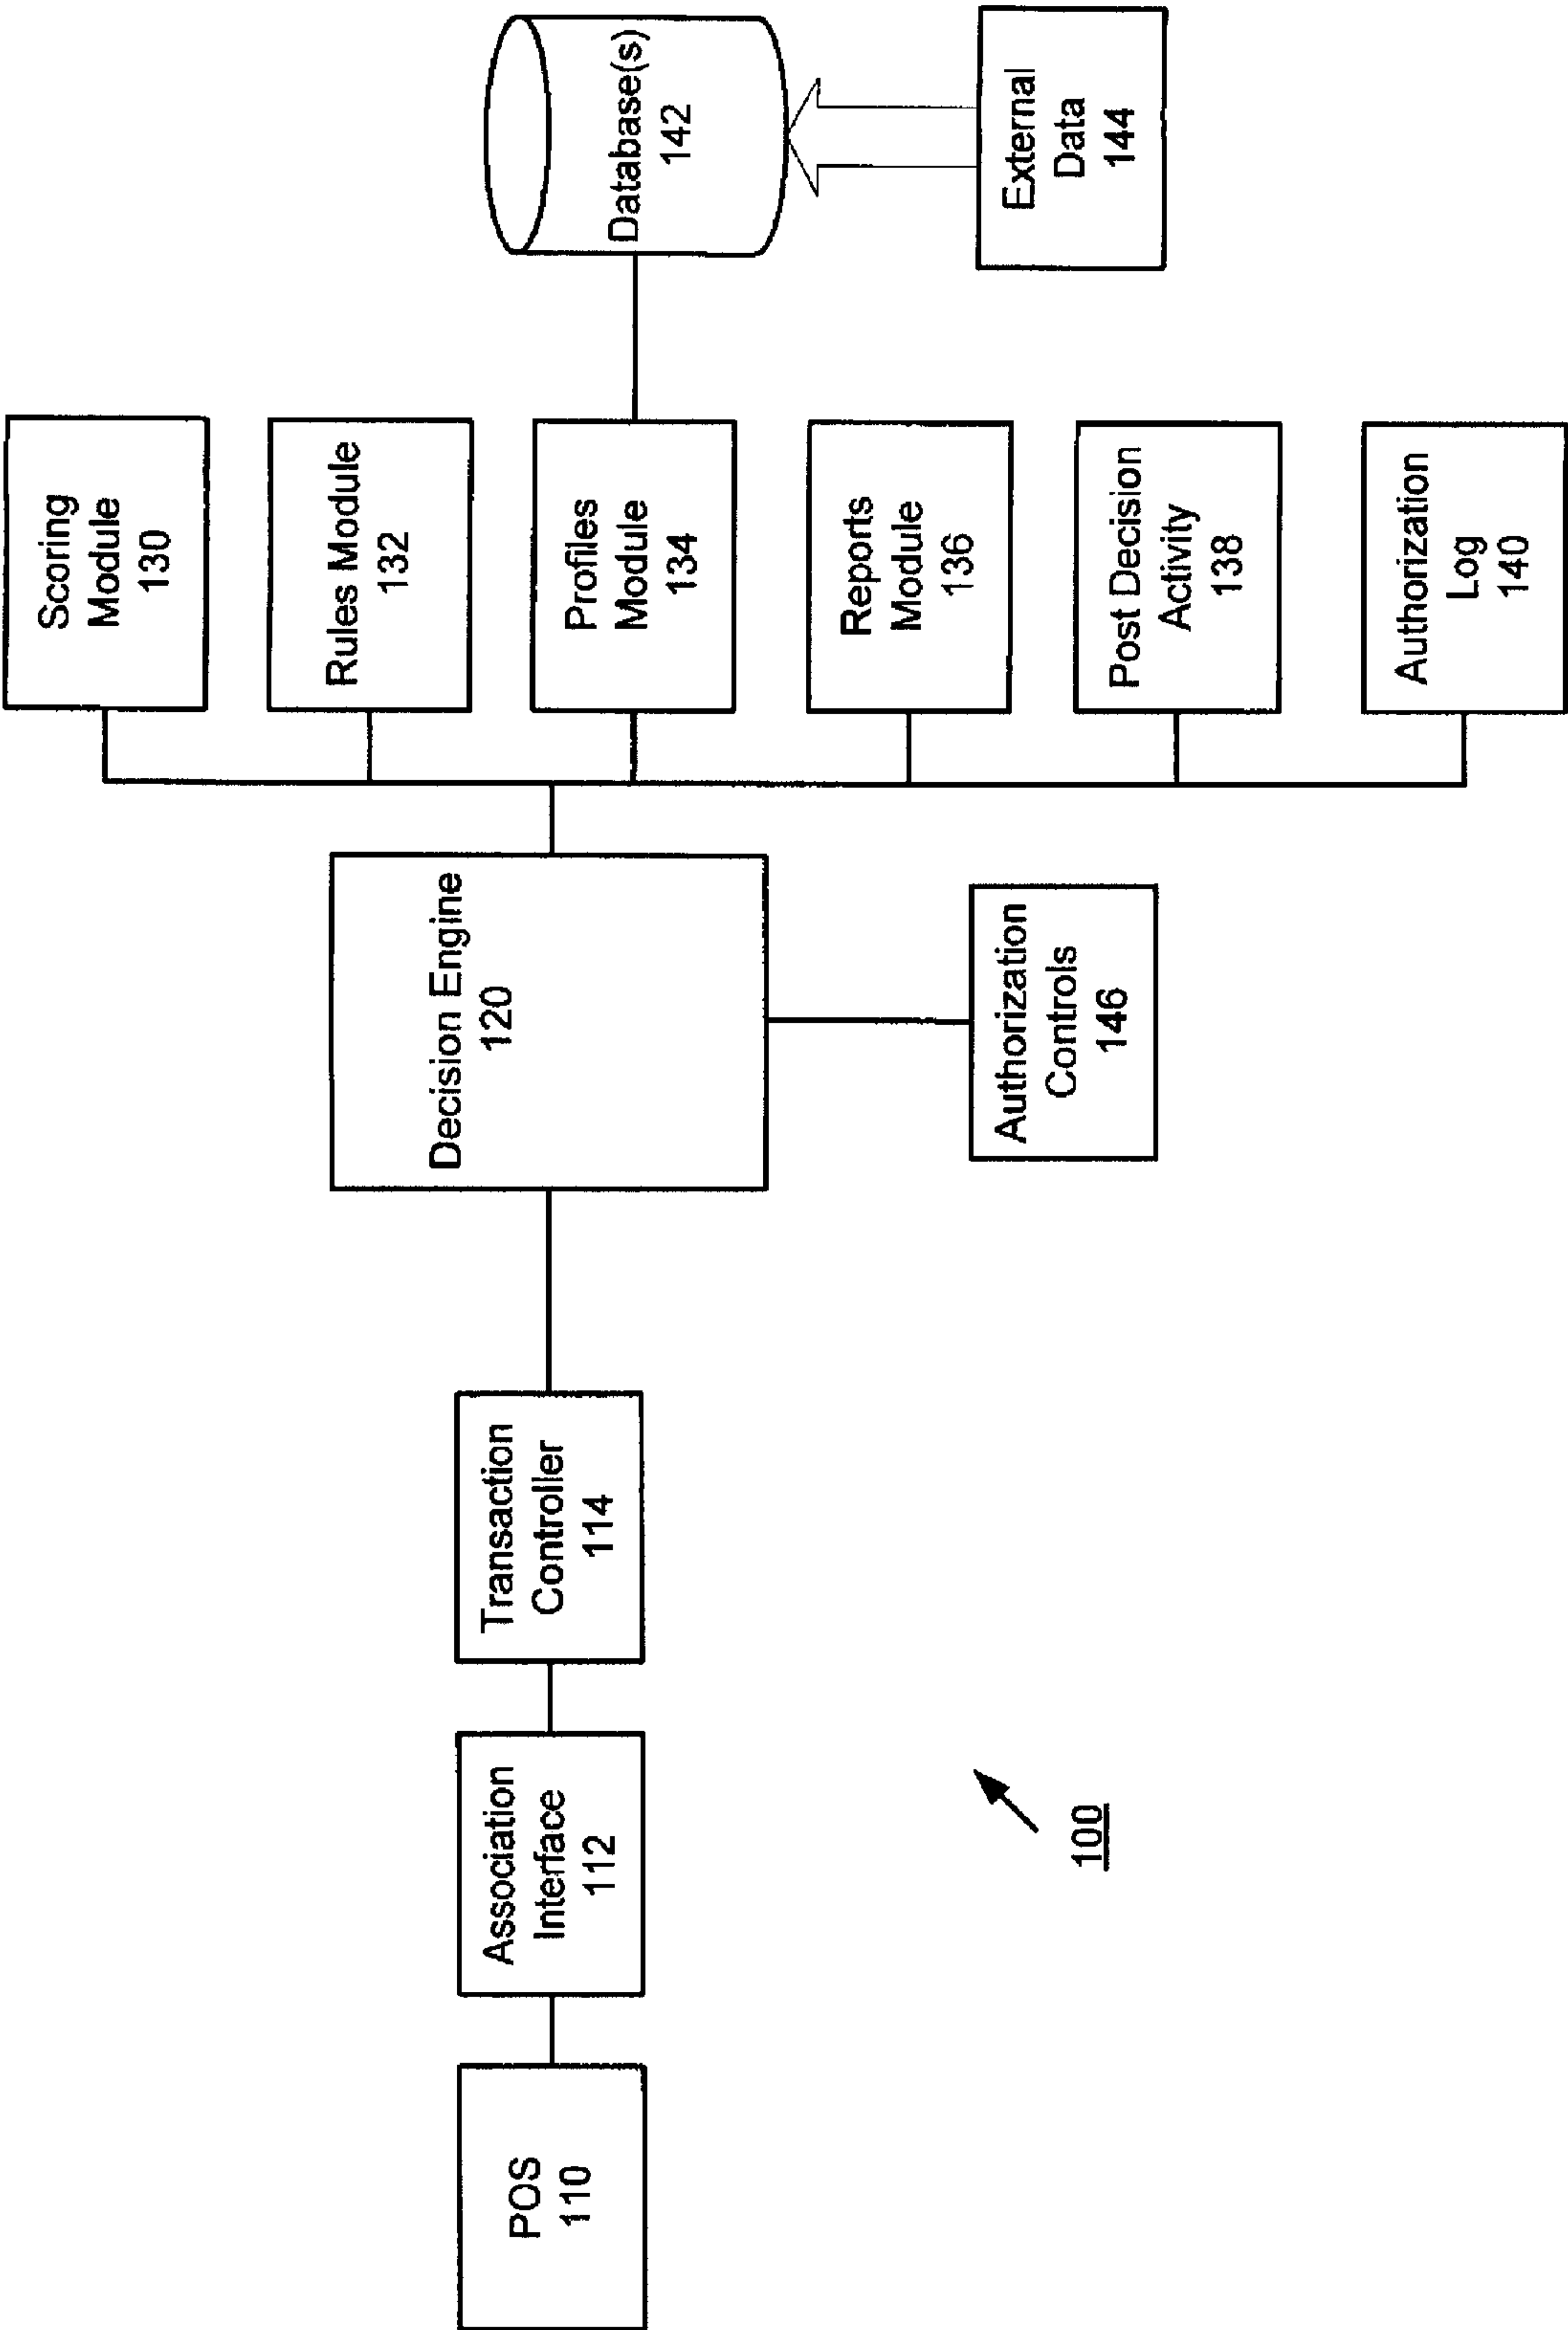 POS
110
Association
Interface
112
Transaction
Controller
114
Decision Engine
120
Authorization
Controls
146
Scoring
Module
130
Rules Module
132
Profiles
Module
134
Reports
Module
136
Post Decision
Activity
138
Authorization
Log
140
Database(s)
142
External
Data
144
100